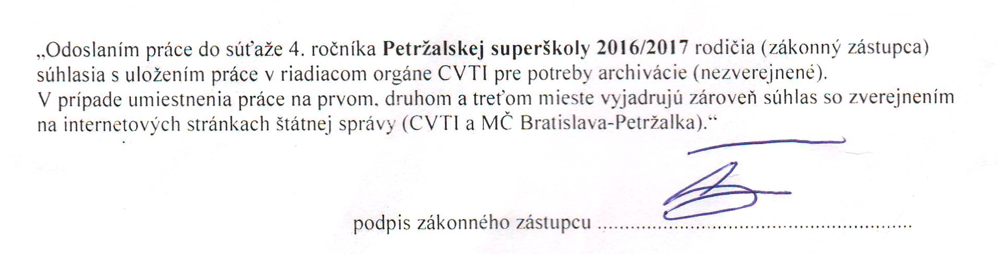 „Odoslaním práce do súťaže 4. ročníka Petržalskej superškoly 2016/2017 rodičia (zákonný zástupca)
súhlasia s uložením práce v riadiacom orgáne CVTI pre potreby archivácie (nezverejnené).
V prípade umiestnenia práce na prvom, druhom a treťom mieste vyjadrujú zároveň súhlas so zverejnením
na internetových stránkach štátnej správy (CVTI a MČ Bratislava-Petržalka).“
podpis zákonného zástupcu ..........................................................